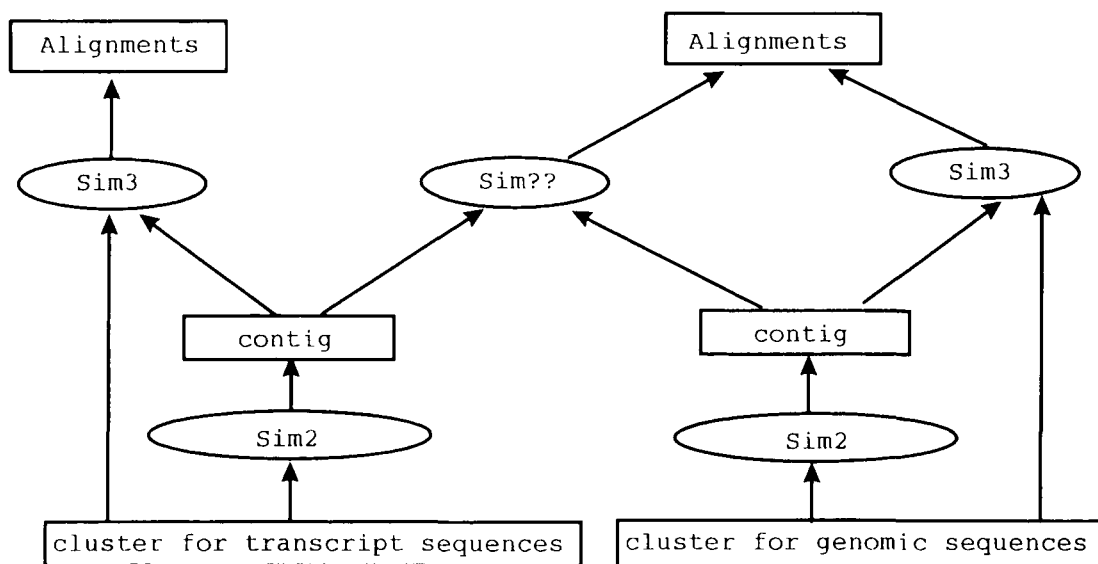 Alignments
Alignments
Sim3
Sim??
Sim3
contig
contig
Sim2
Sim2
cluster for transcript sequences
cluster for genomic sequences